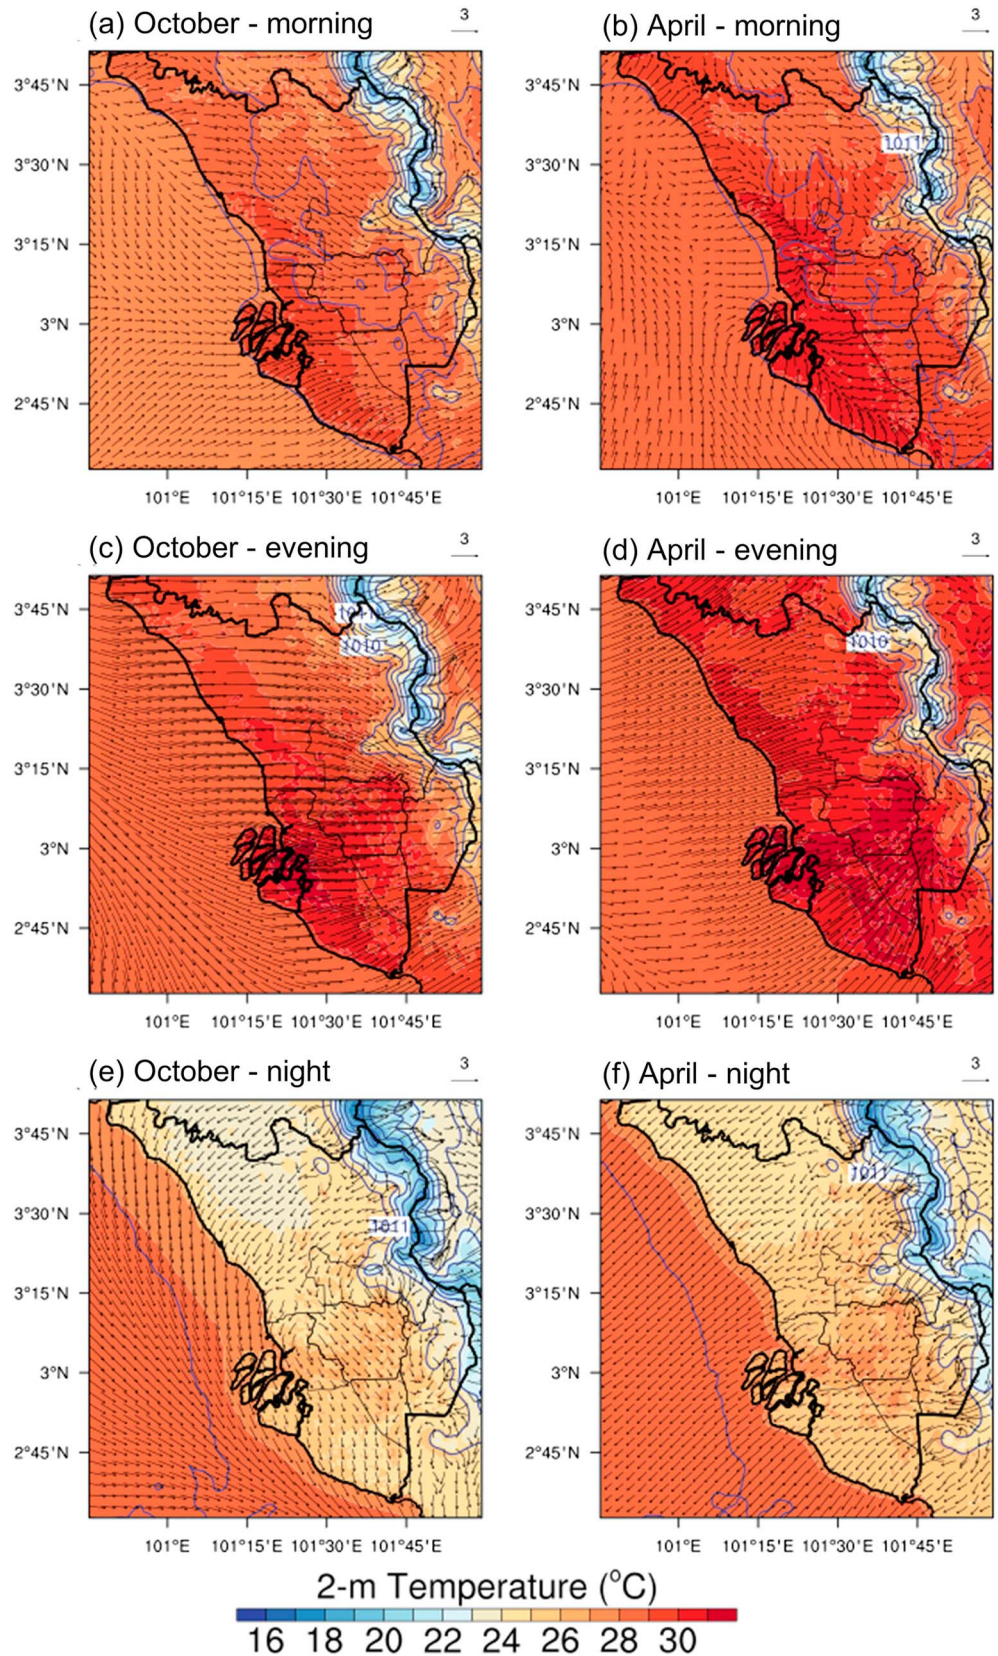 (a) October - morning
3
(b) April - morning
3
3°45'N
3°30'N
3°15'N
3°N
2°45'N
101°E 101°15'E 101°30'E 101°45'E
3°45'N
3°30'N
3°15'N
3°N
2°45'N
1011
101°E 101°15'E 101°30'E 101°45'E
(c) October - evening
3
(d) April - evening
3
3°45'N
3°30'N
3°15'N
3°N
2°45'N
1010
101°E 101°15'E 101°30'E 101°45'E
3°45'N
3°30'N
3°15'N
3°N
2°45'N
1010
101°E 101°15'E 101°30'E 101°45'E
(e) October - night
3
(f) April - night
3
3°45'N
3°30'N
3°15'N
3°N
2°45'N
1011
101°E 101°15'E 101°30'E 101°45'E
3°45'N
3°30'N
3°15'N
3°N
2°45'N
1011
101°E 101°15'E 101°30'E 101°45'E
2-m Temperature (°C)
16 18 20 22 24 26 28 30